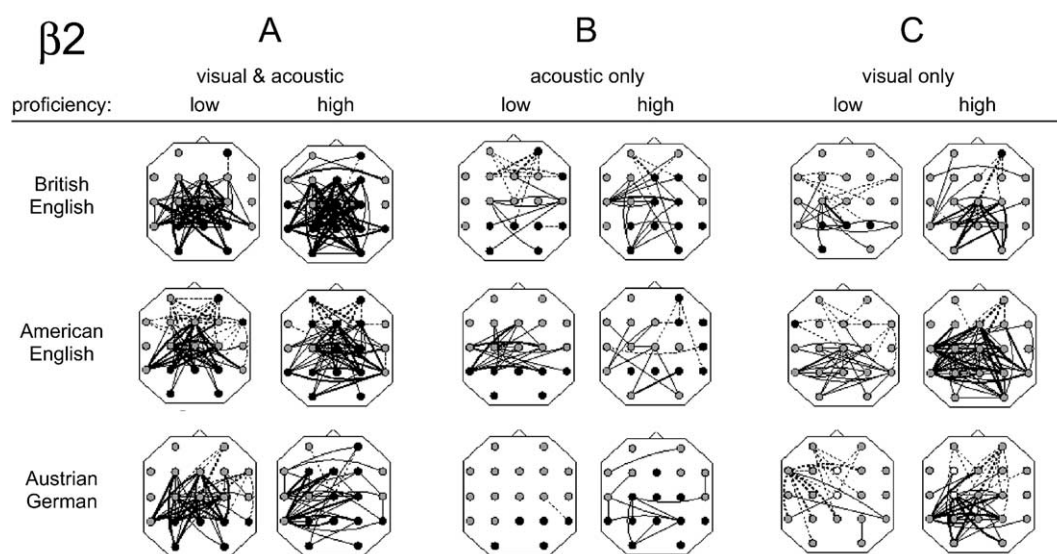 β2 A B C
visual & acoustic acoustic only visual only
proficiency: low high low high low high
British
English
American
English
Austrian
German